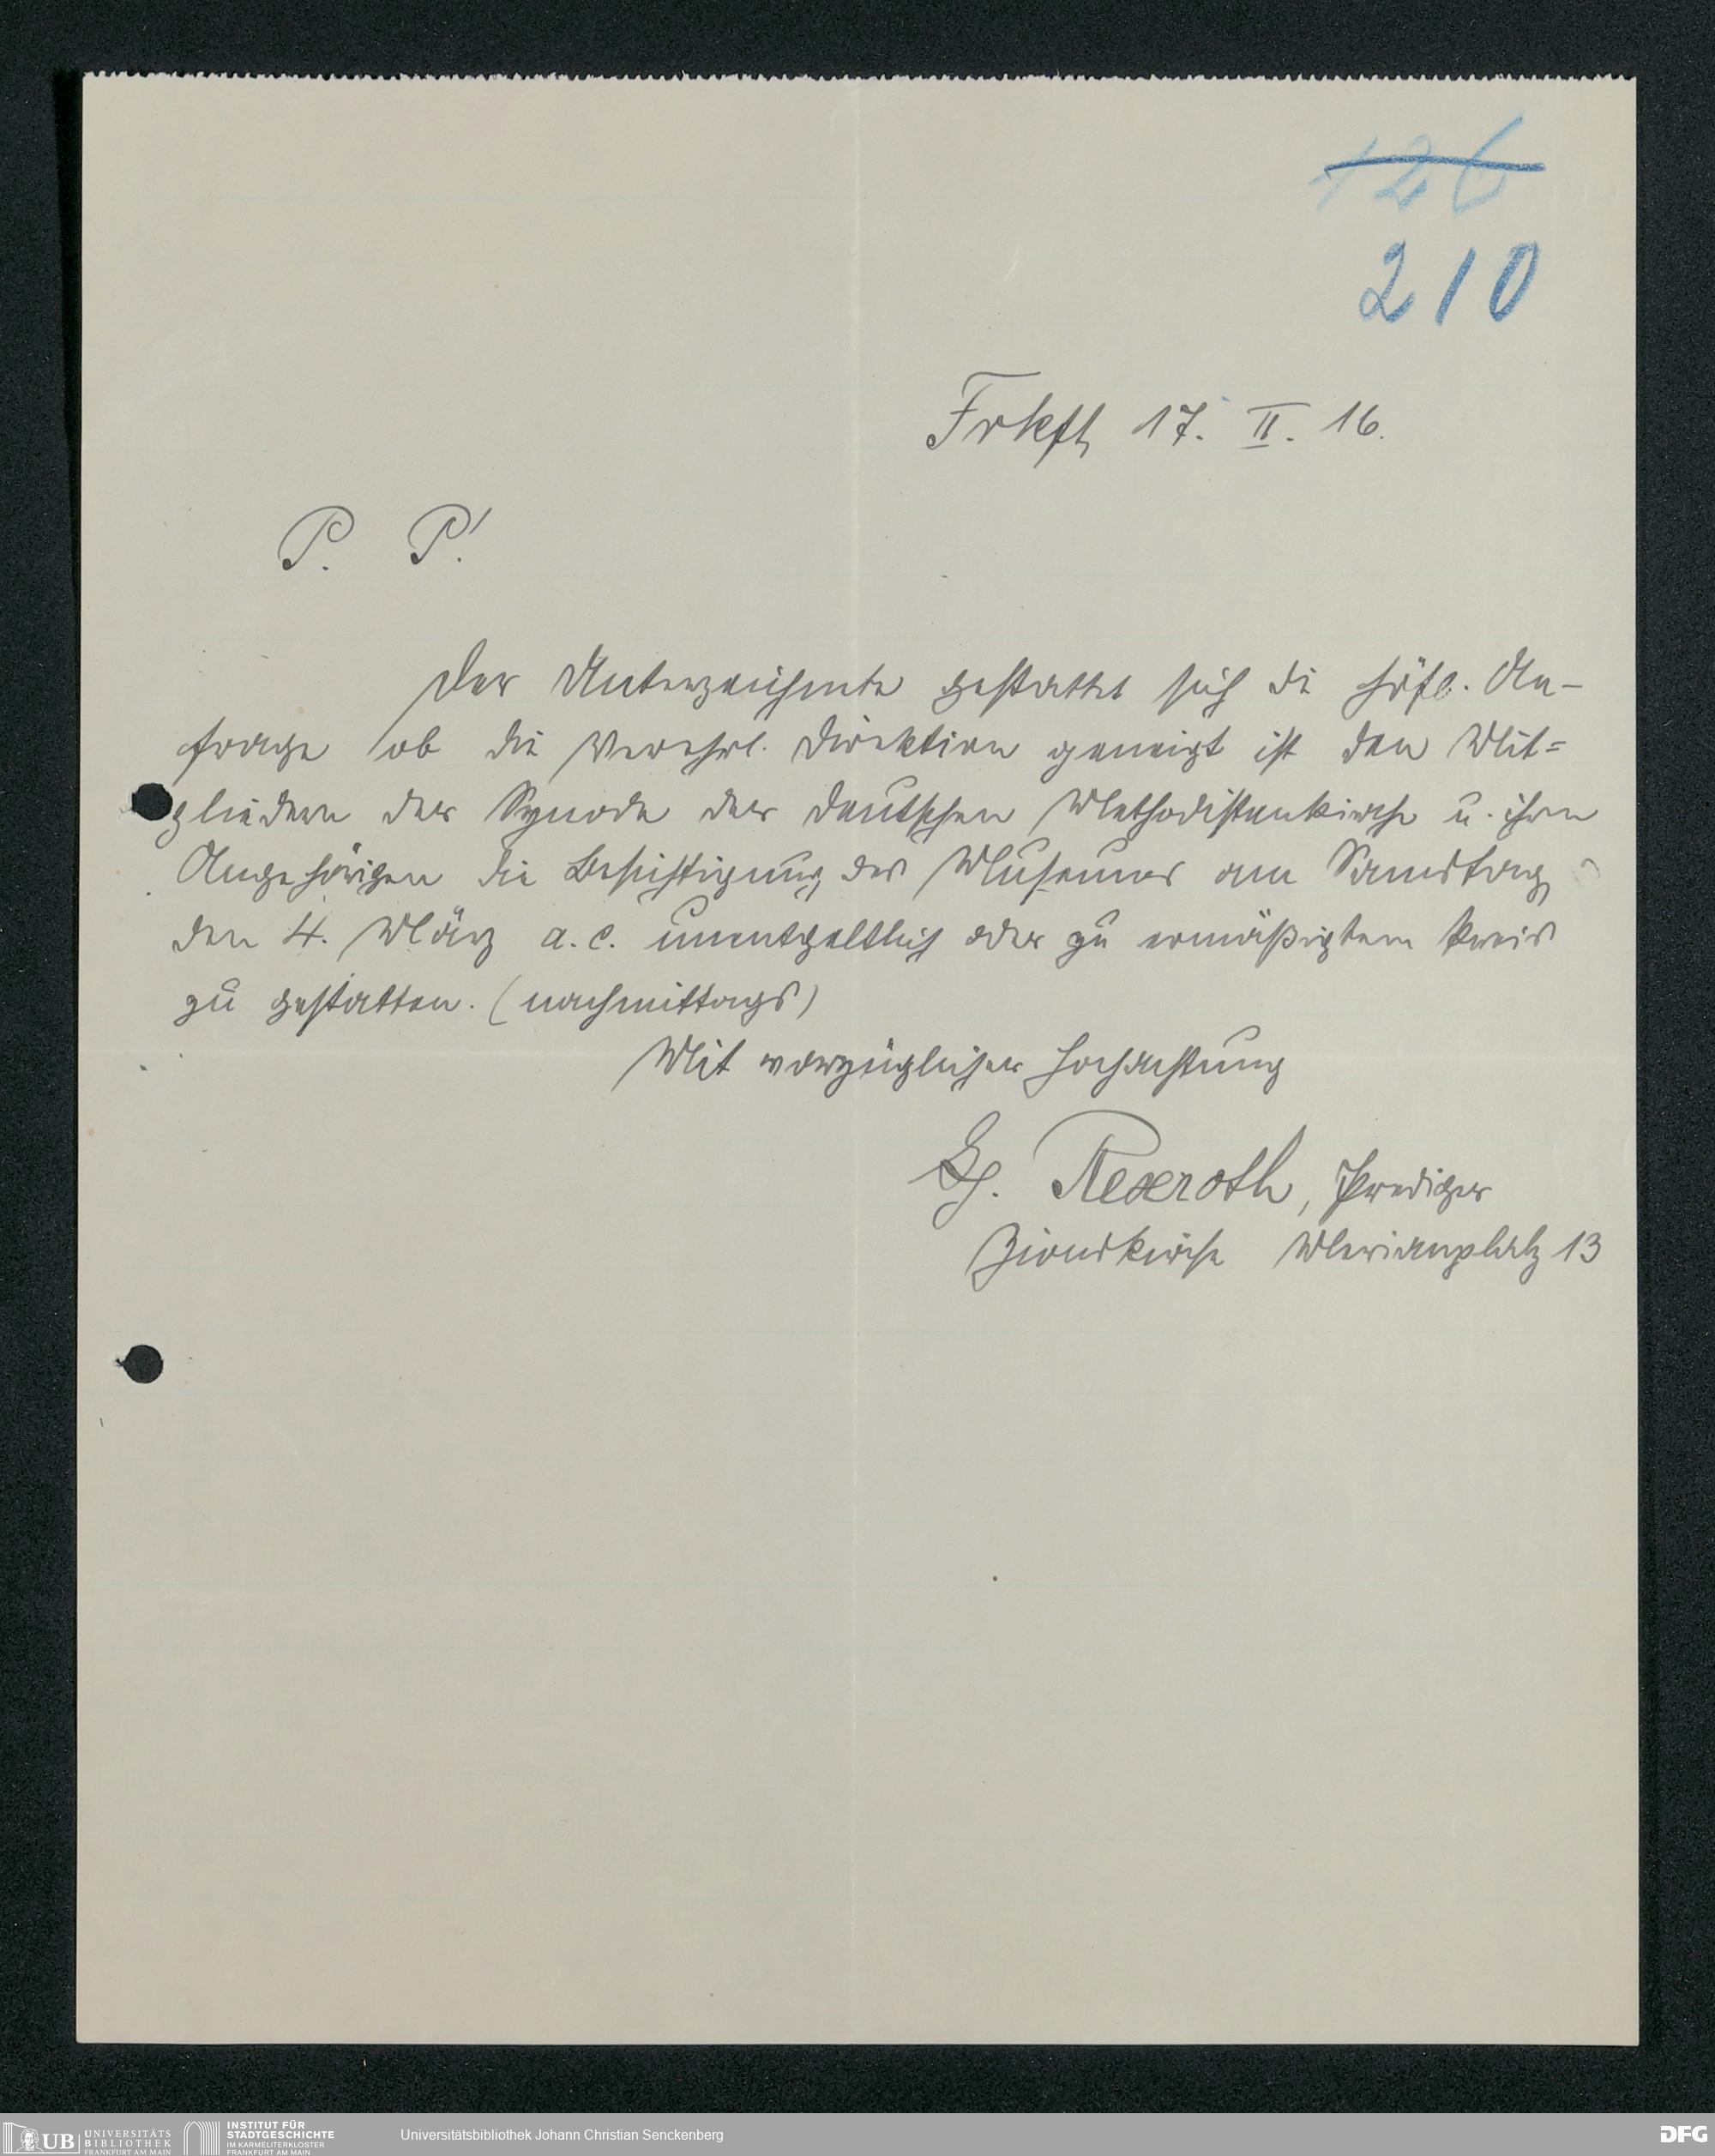 126
210
Frkft, 17. II. 16.
P. P!
Der Unterzeichnete gestattet sich die höfl. An-
frage ob die Verehrl. Direktion geneigt ist den Mit=
gliedern der Synode der Deutschen Methodistenkirche u. ihren
Angehörigen die Besichtigung des Museums am Samstag,
den 4. März a. c. unentgeltlich oder zu ermäßigtem Preis
zu gestatten. (nachmittags)
Mit vorzüglicher Hochachtung
Rexroth, Prediger
Zionskirche Merianplatz 13
UB UNIVERSITÄTS
BIBLIOTHEK
FRANKFURT AM MAIN
INSTITUT FÜR
STADTGESCHICHTE
IM KARMELITERKLOSTER
FRANKFURT AM MAIN
Universitätsbibliothek Johann Christian Senckenberg
DFG